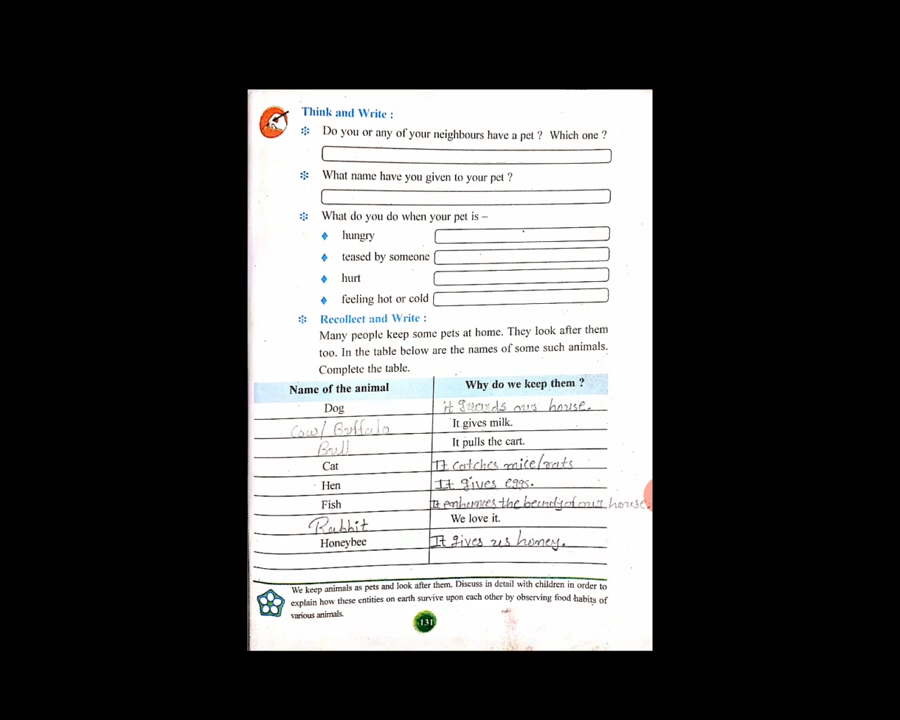 Think and Write :
Do you or any of your neighbours have a pet ? Which one ?
What name have you given to your pet ?
What do you do when your pet is –
hungry
teased by someone
hurt
feeling hot or cold
Recollect and Write :
Many people keep some pets at home. They look after them
too. In the table below are the names of some such animals.
Complete the table.
Name of the animal Why do we keep them ?
Dog it guards our house.
Cow/ Buffalo It gives milk.
Bull It pulls the cart.
Cat It catches mice/rats
Hen It gives eggs.
Fish It enhances the beauty of our house.
Rabbit We love it.
Honeybee It gives us honey.
We keep animals as pets and look after them. Discuss in detail with children in order to
explain how these entities on earth survive upon each other by observing food habits of
various animals.
131